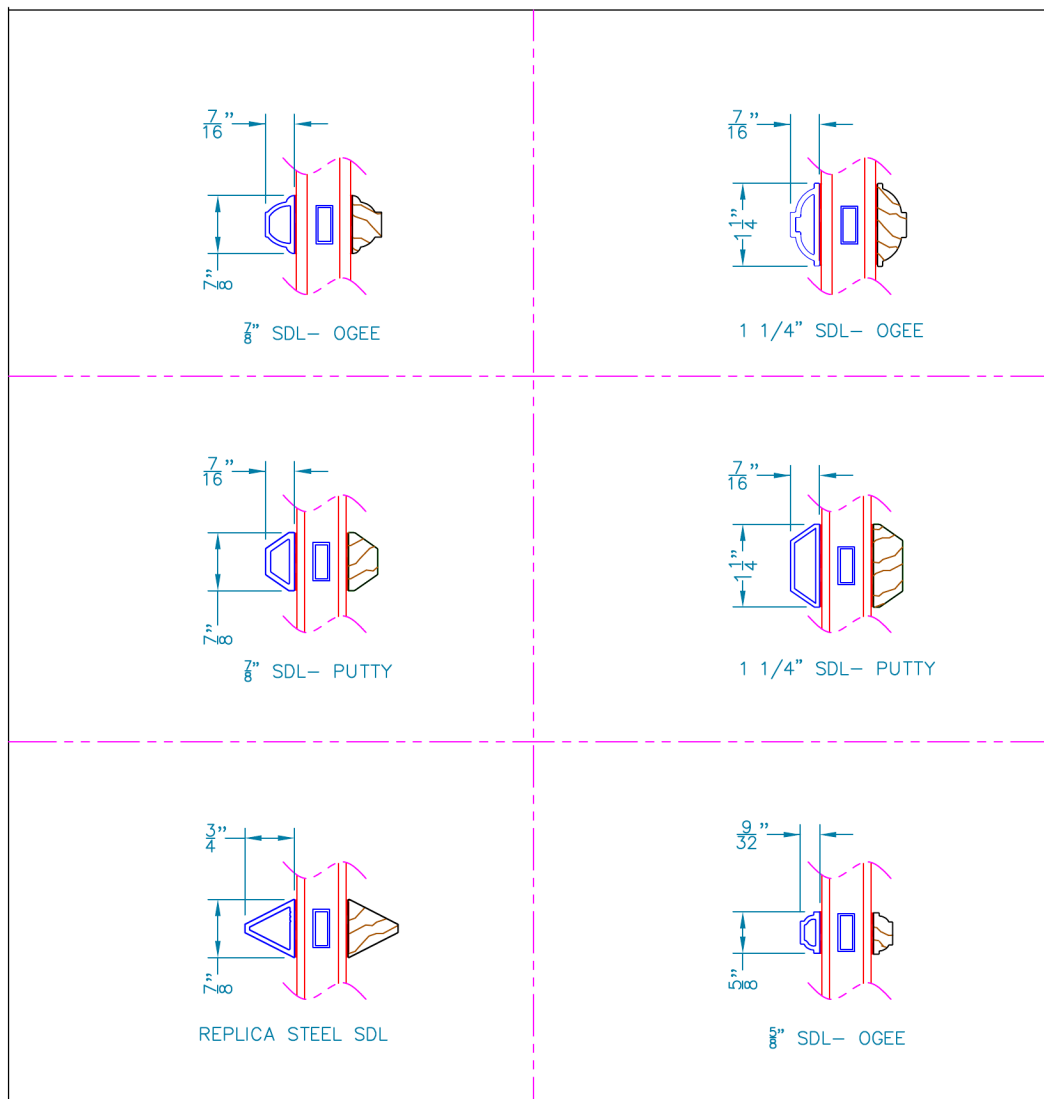 7/16"
7/8"
7/8" SDL- OGEE
7/16"
1 1/4"
1 1/4" SDL- OGEE
7/16"
7/8"
7/8" SDL- PUTTY
7/16"
1 1/4"
1 1/4" SDL- PUTTY
3/4"
7/8"
REPLICA STEEL SDL
9/32"
5/8"
5/8" SDL- OGEE